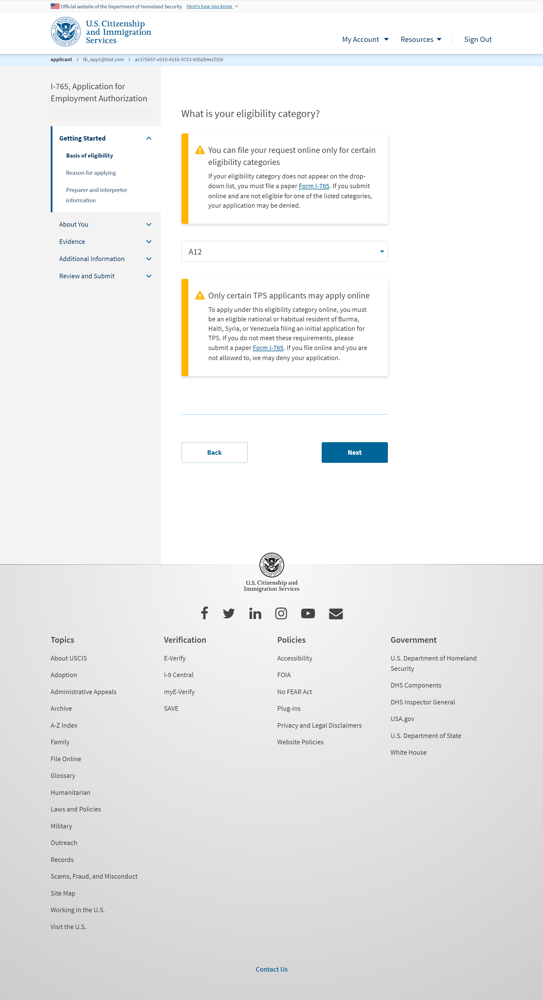 Official website of the Department of Homeland Security Here's how you know
U.S. Citizenship
and Immigration
Services
My Account Resources Sign Out
applicant > tb_app1@test.com > ac375b57-e510-421b-9723-65b2b4e1f356
I-765, Application for
Employment Authorization
Getting Started
Basis of eligibility
Reason for applying
Preparer and interpreter
information
About You
Evidence
Additional Information
Review and Submit
What is your eligibility category?
You can file your request online only for certain
eligibility categories
If your eligibility category does not appear on the drop-
down list, you must file a paper Form I-765. If you submit
online and are not eligible for one of the listed categories,
your application may be denied.
A12
Only certain TPS applicants may apply online
To apply under this eligibility category online, you must
be an eligible national or habitual resident of Burma,
Haiti, Syria, or Venezuela filing an initial application for
TPS. If you do not meet these requirements, please
submit a paper Form I-765. If you file online and you are
not allowed to, we may deny your application.
Back
Next
U.S. DEPARTMENT OF HOMELAND SECURITY
U.S. Citizenship and
Immigration Services
Topics
About USCIS
Adoption
Administrative Appeals
Archive
A-Z Index
Family
File Online
Glossary
Humanitarian
Laws and Policies
Military
Outreach
Records
Scams, Fraud, and Misconduct
Site Map
Working in the U.S.
Visit the U.S.
Verification
E-Verify
I-9 Central
myE-Verify
SAVE
Policies
Accessibility
FOIA
No FEAR Act
Plug-ins
Privacy and Legal Disclaimers
Website Policies
Government
U.S. Department of Homeland
Security
DHS Components
DHS Inspector General
USA.gov
U.S. Department of State
White House
Contact Us